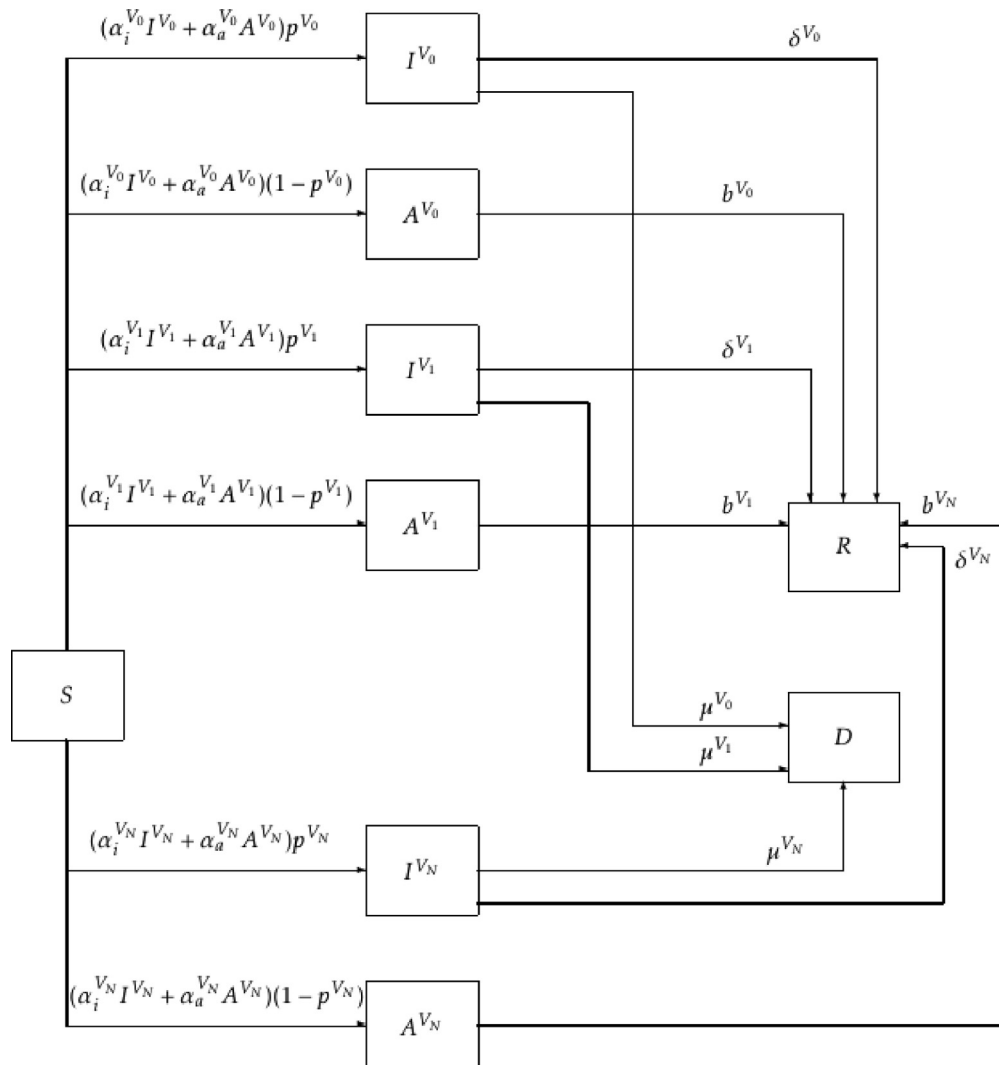 (α_i^{V_0} I^{V_0} + α_a^{V_0} A^{V_0})p^{V_0}
I^{V_0}
δ^{V_0}
(α_i^{V_0} I^{V_0} + α_a^{V_0} A^{V_0})(1 − p^{V_0})
A^{V_0}
b^{V_0}
(α_i^{V_1} I^{V_1} + α_a^{V_1} A^{V_1})p^{V_1}
I^{V_1}
δ^{V_1}
(α_i^{V_1} I^{V_1} + α_a^{V_1} A^{V_1})(1 − p^{V_1})
A^{V_1}
b^{V_1}
R
b^{V_N}
δ^{V_N}
S
μ^{V_0}
D
μ^{V_1}
(α_i^{V_N} I^{V_N} + α_a^{V_N} A^{V_N})p^{V_N}
I^{V_N}
μ^{V_N}
(α_i^{V_N} I^{V_N} + α_a^{V_N} A^{V_N})(1 − p^{V_N})
A^{V_N}